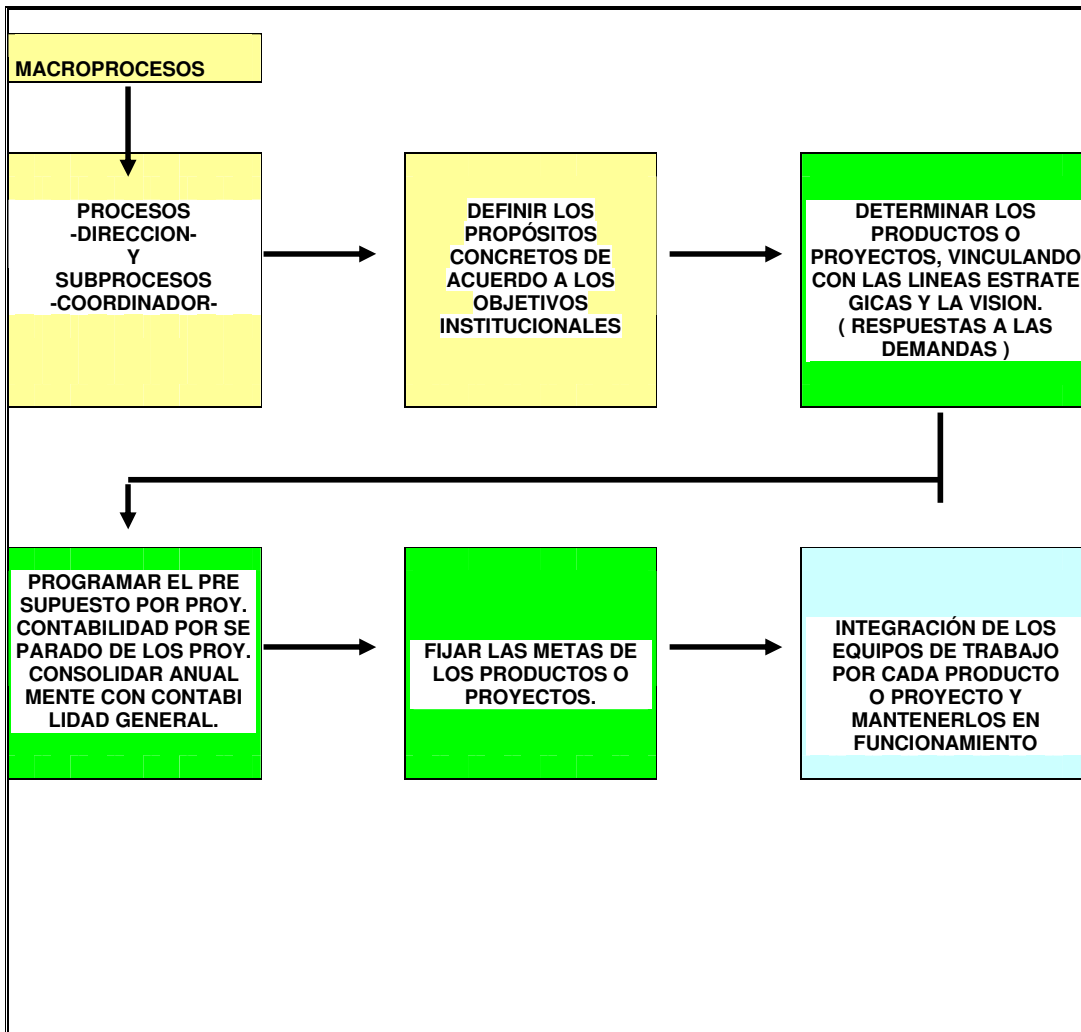 MACROPROCESOS
PROCESOS
-DIRECCION-
Y
SUBPROCESOS
-COORDINADOR-
DEFINIR LOS
PROPÓSITOS
CONCRETOS DE
ACUERDO A LOS
OBJETIVOS
INSTITUCIONALES
DETERMINAR LOS
PRODUCTOS O
PROYECTOS, VINCULANDO
CON LAS LINEAS ESTRATE
GICAS Y LA VISION.
( RESPUESTAS A LAS
DEMANDAS )
PROGRAMAR EL PRE
SUPUESTO POR PROY.
CONTABILIDAD POR SE
PARADO DE LOS PROY.
CONSOLIDAR ANUAL
MENTE CON CONTABI
LIDAD GENERAL.
FIJAR LAS METAS DE
LOS PRODUCTOS O
PROYECTOS.
INTEGRACIÓN DE LOS
EQUIPOS DE TRABAJO
POR CADA PRODUCTO
O PROYECTO Y
MANTENERLOS EN
FUNCIONAMIENTO